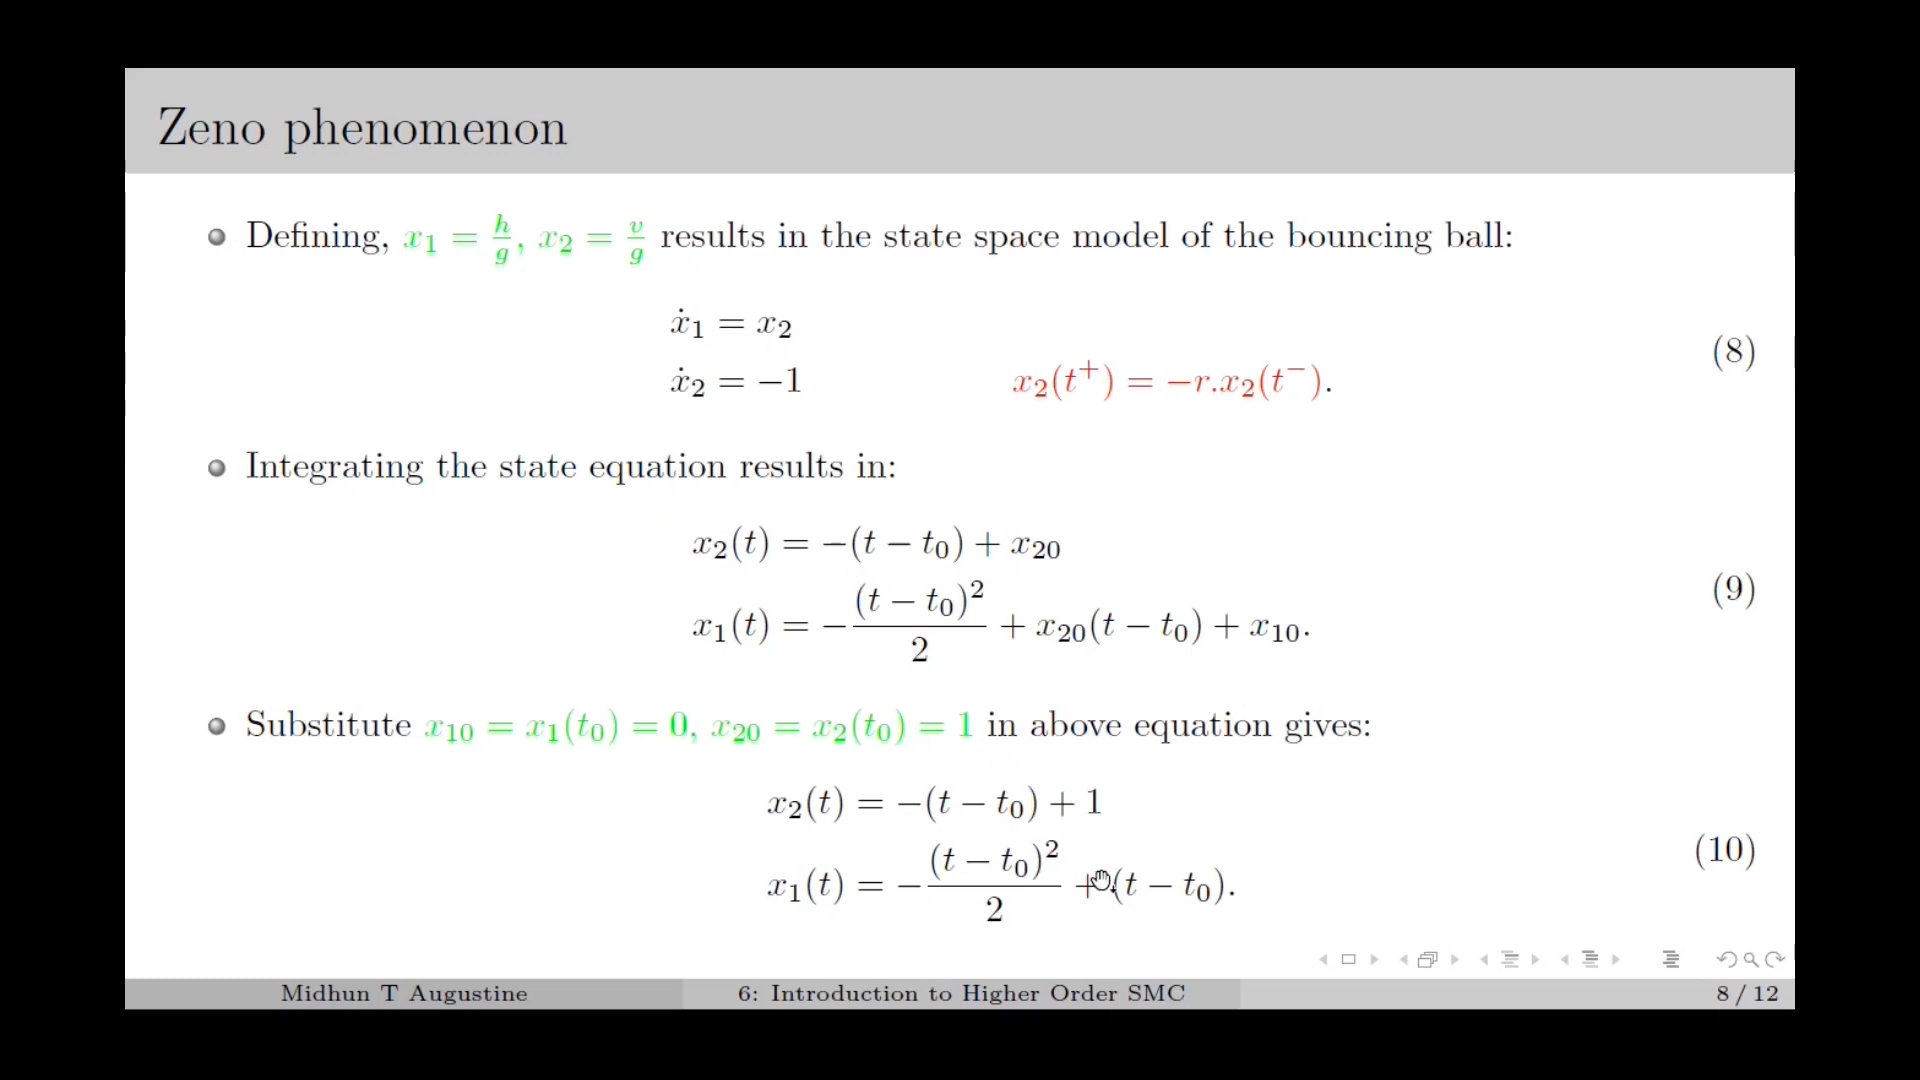 Zeno phenomenon
Defining, x₁ = h/g, x₂ = v/g results in the state space model of the bouncing ball:
ẋ₁ = x₂
ẋ₂ = −1 x₂(t⁺) = −r.x₂(t⁻). (8)
Integrating the state equation results in:
x₂(t) = −(t − t₀) + x₂₀
x₁(t) = −(t − t₀)²/2 + x₂₀(t − t₀) + x₁₀. (9)
Substitute x₁₀ = x₁(t₀) = 0, x₂₀ = x₂(t₀) = 1 in above equation gives:
x₂(t) = −(t − t₀) + 1
x₁(t) = −(t − t₀)²/2 + (t − t₀). (10)
Midhun T Augustine 6: Introduction to Higher Order SMC 8 / 12